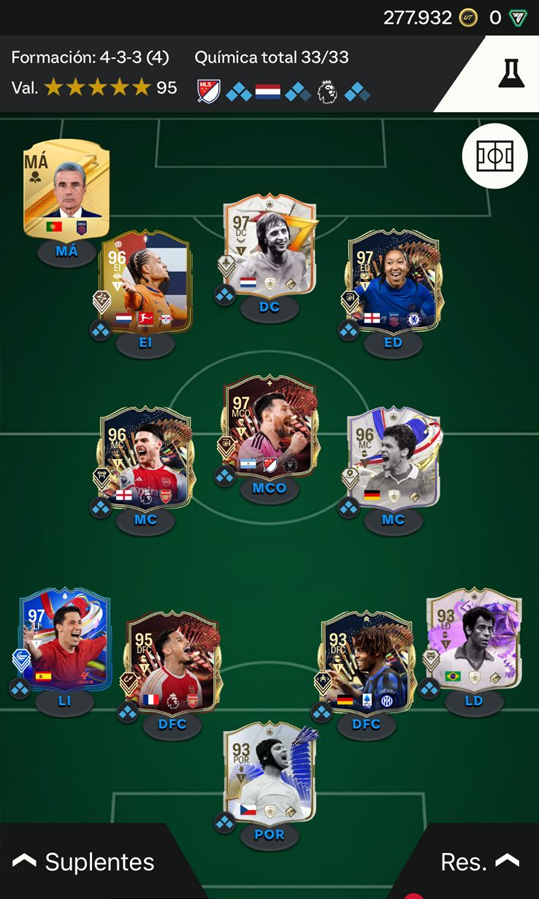 277.932 UT 0
Formación: 4-3-3 (4) Química total 33/33
Val. 95 MLS
MÁ
MÁ
97
DC
DC
96
EI
EI
97
ED
ED
97
MCO
MCO
96
MC
MC
96
MC
MC
97
LI
LI
93
LD
LD
95
DFC
DFC
93
DFC
DFC
93
POR
POR
Suplentes Res.